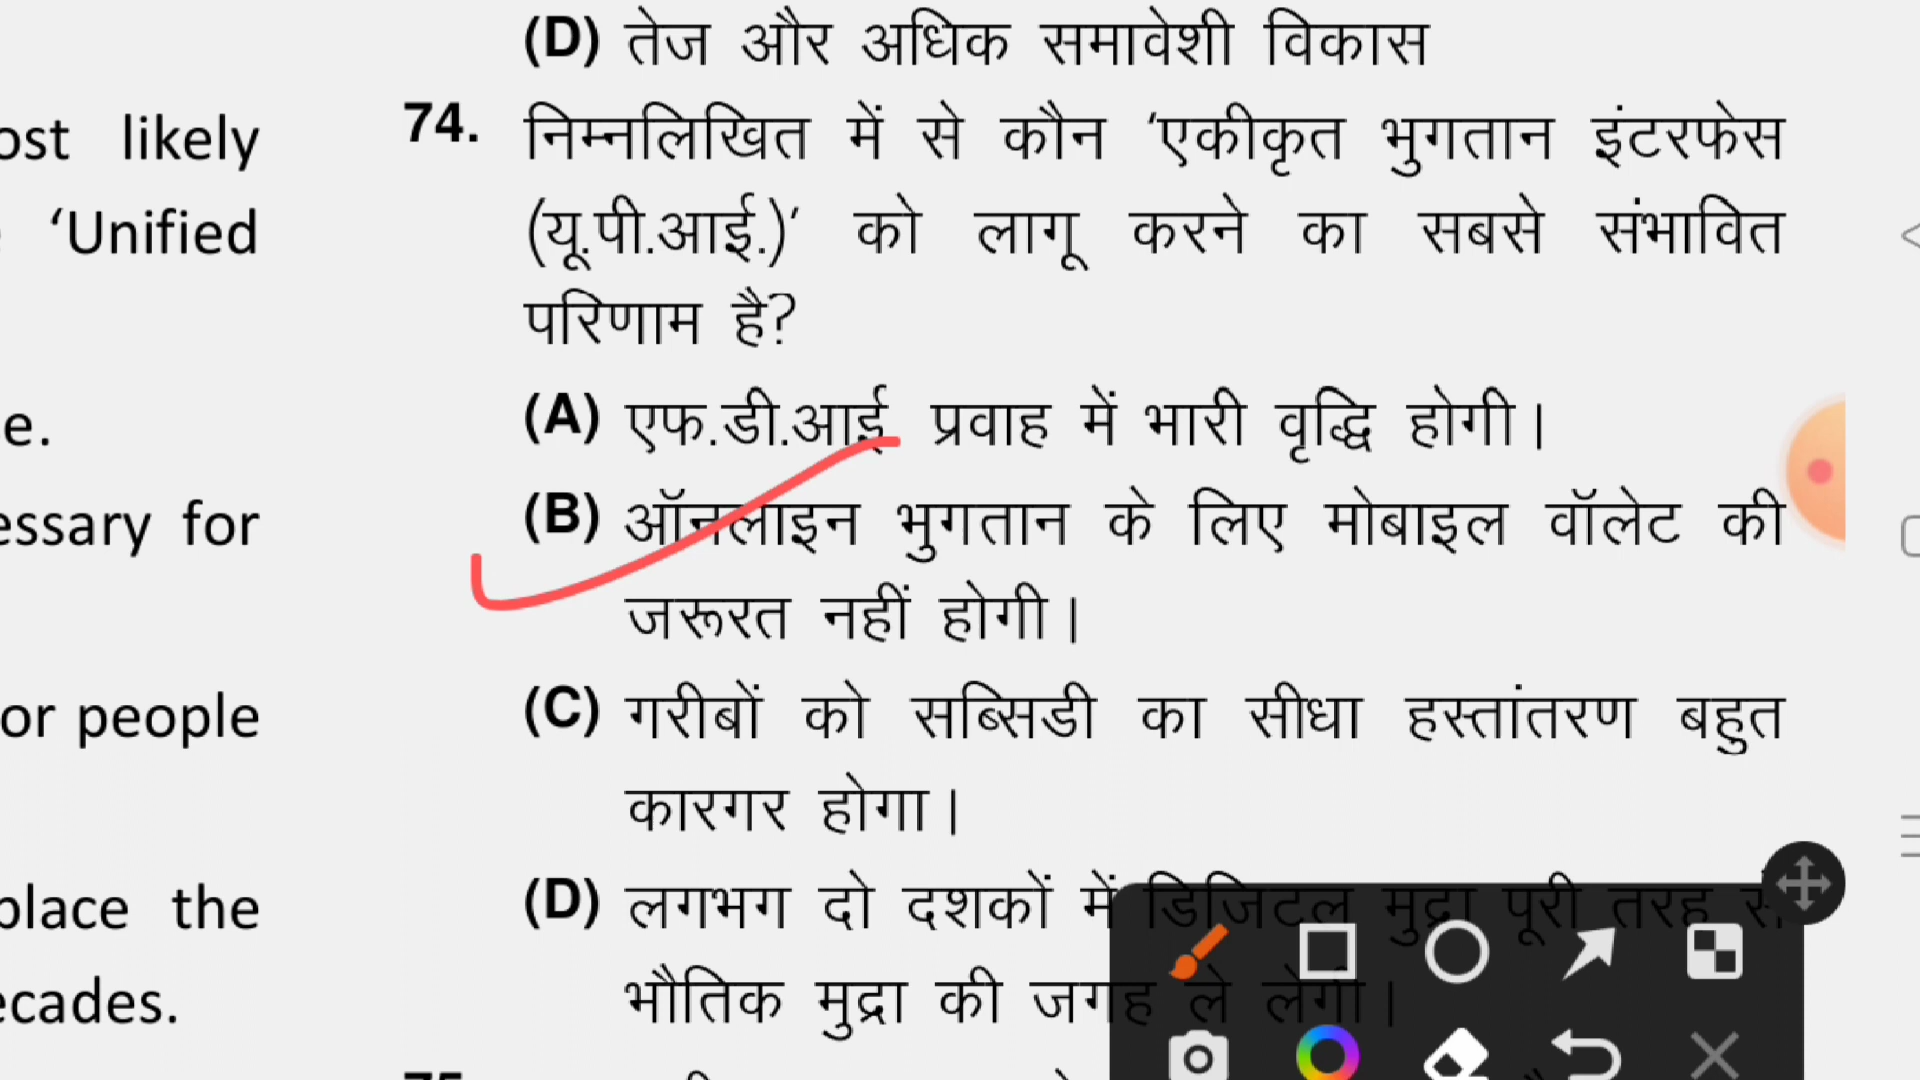 (D) तेज और अधिक समावेशी विकास
ost likely
‘Unified
e.
essary for
or people
place the
ecades.
74. निम्नलिखित में से कौन ‘एकीकृत भुगतान इंटरफेस
(यू.पी.आई.)’ को लागू करने का सबसे संभावित
परिणाम है?
(A) एफ.डी.आई. प्रवाह में भारी वृद्धि होगी।
(B) ऑनलाइन भुगतान के लिए मोबाइल वॉलेट की
जरूरत नहीं होगी।
(C) गरीबों को सब्सिडी का सीधा हस्तांतरण बहुत
कारगर होगा।
(D) लगभग दो दशकों में डिजिटल मुद्रा पूरी तरह से
भौतिक मुद्रा की जगह ले लेगी।